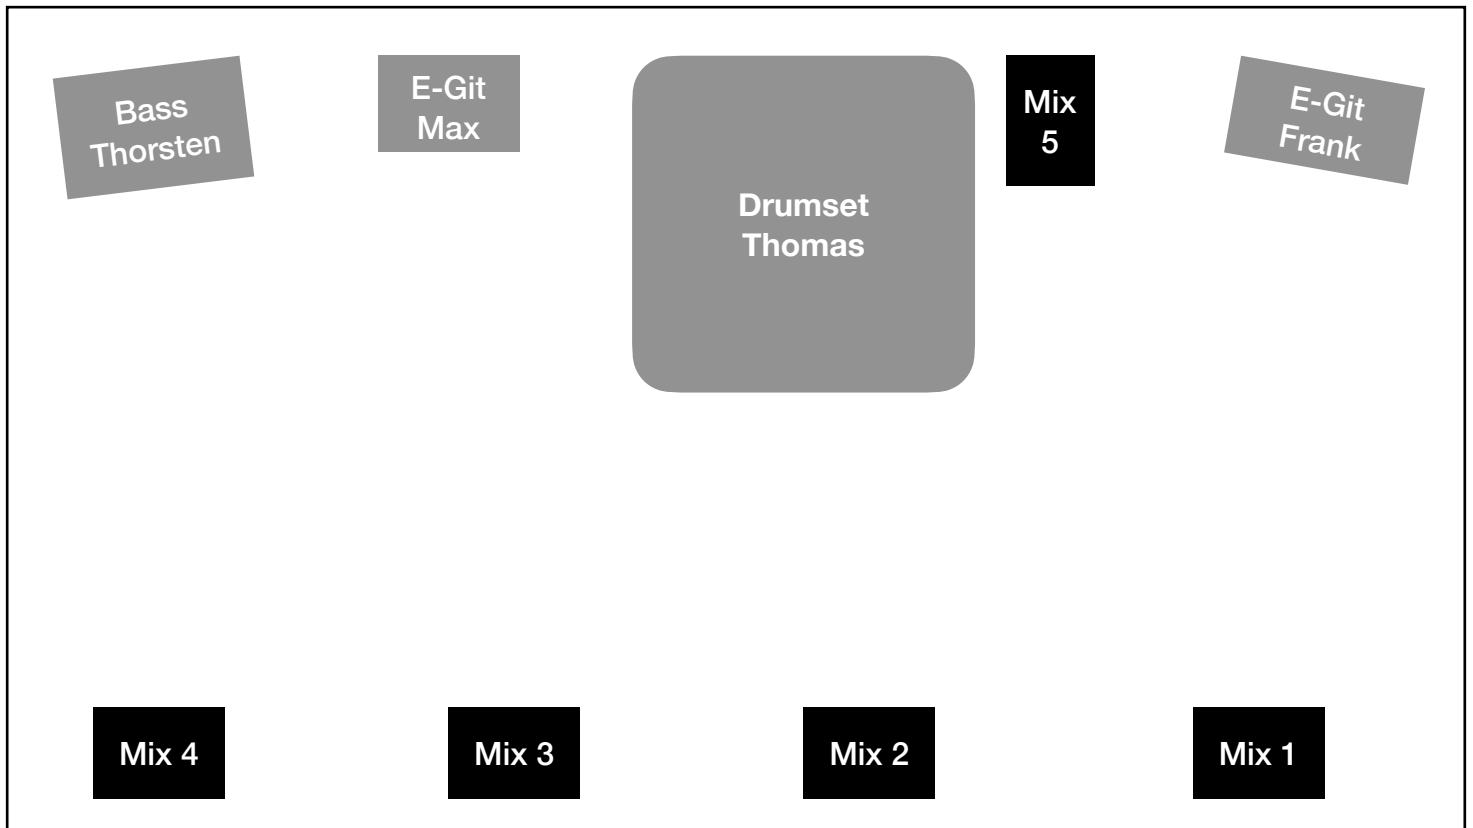 Bass
Thorsten
E-Git
Max
Drumset
Thomas
Mix
5
E-Git
Frank
Mix 4
Mix 3
Mix 2
Mix 1